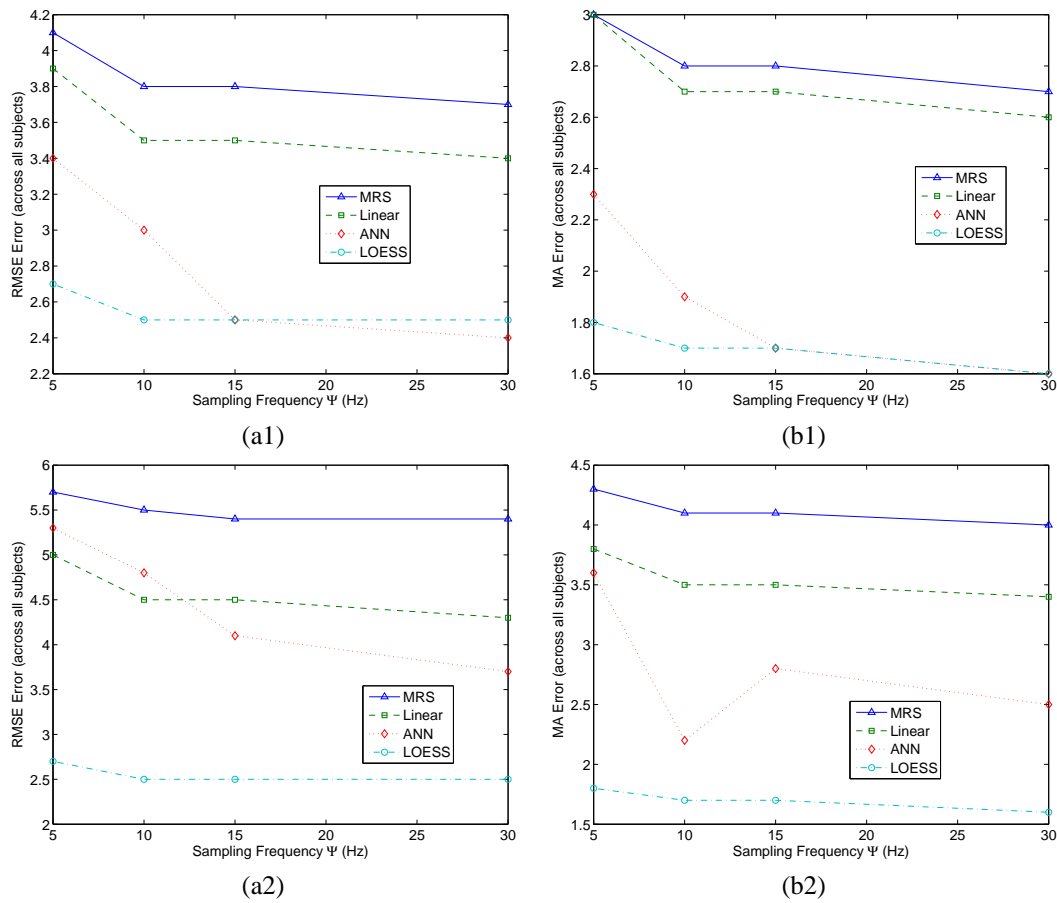 4.2
4
3.8
3.6
3.4
3.2
3
2.8
2.6
2.4
2.2
RMSE Error (across all subjects)
MRS
Linear
ANN
LOESS
5 10 15 20 25 30
Sampling Frequency Ψ (Hz)
(a1)
3
2.8
2.6
2.4
2.2
2
1.8
1.6
MA Error (across all subjects)
MRS
Linear
ANN
LOESS
5 10 15 20 25 30
Sampling Frequency Ψ (Hz)
(b1)
6
5.5
5
4.5
4
3.5
3
2.5
2
RMSE Error (across all subjects)
MRS
Linear
ANN
LOESS
5 10 15 20 25 30
Sampling Frequency Ψ (Hz)
(a2)
4.5
4
3.5
3
2.5
2
1.5
MA Error (across all subjects)
MRS
Linear
ANN
LOESS
5 10 15 20 25 30
Sampling Frequency Ψ (Hz)
(b2)